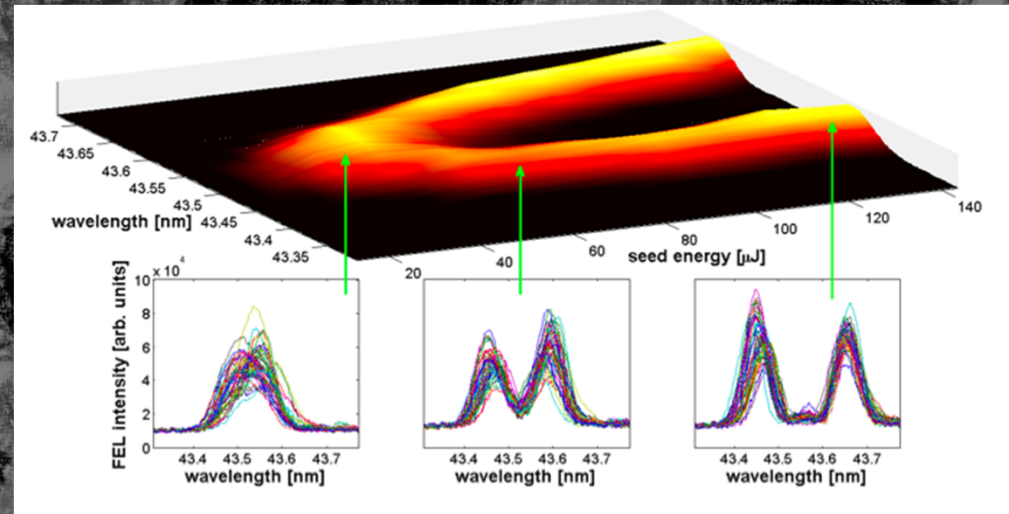 43.7
43.65
43.6
43.55
43.5
43.45
43.4
43.35
wavelength [nm]
20
40
60
80
100
120
140
seed energy [μJ]
x 10⁴
10
8
6
4
2
0
FEL intensity [arb. units]
43.4 43.5 43.6 43.7
wavelength [nm]
43.4 43.5 43.6 43.7
wavelength [nm]
43.4 43.5 43.6 43.7
wavelength [nm]